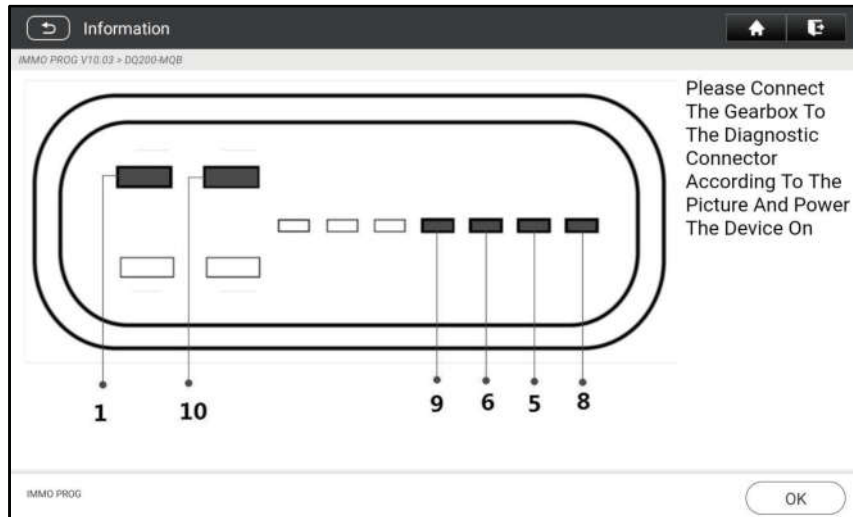 Information
IMMO PROG V10.03 > DQ200-MQB
Please Connect
The Gearbox To
The Diagnostic
Connector
According To The
Picture And Power
The Device On
1
10
9
6
5
8
IMMO PROG
OK